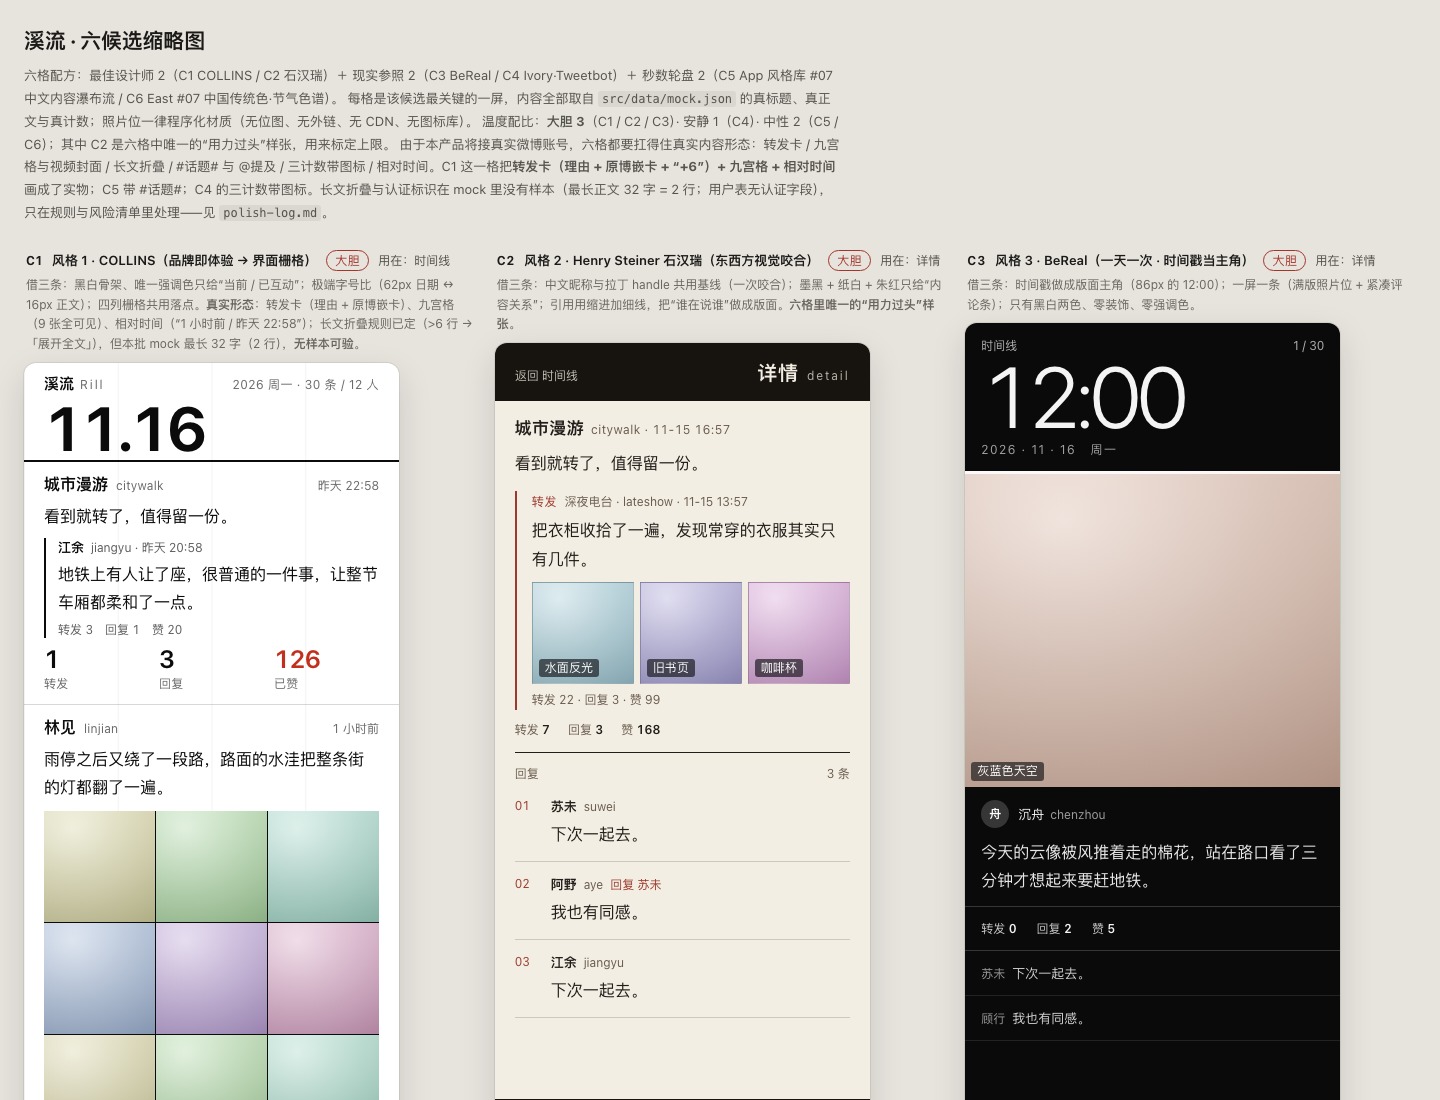 溪流 · 六候选缩略图
六格配方：最佳设计师 2（C1 COLLINS / C2 石汉瑞）＋ 现实参照 2（C3 BeReal / C4 Ivory·Tweetbot）＋ 秒数轮盘 2（C5 App 风格库 #07
中文内容瀑布流 / C6 East #07 中国传统色·节气色谱）。 每格是该候选最关键的一屏，内容全部取自 src/data/mock.json 的真标题、真正
文与真计数；照片位一律程序化材质（无位图、无外链、无 CDN、无图标库）。 温度配比：大胆 3（C1 / C2 / C3）· 安静 1（C4）· 中性 2（C5 /
C6）；其中 C2 是六格中唯一的“用力过头”样张，用来标定上限。 由于本产品将接真实微博账号，六格都要扛得住真实内容形态：转发卡 / 九宫
格与视频封面 / 长文折叠 / #话题# 与 @提及 / 三计数带图标 / 相对时间。C1 这一格把转发卡（理由 + 原博嵌卡 + “+6”）+ 九宫格 + 相对时间
画成了实物；C5 带 #话题#；C4 的三计数带图标。长文折叠与认证标识在 mock 里没有样本（最长正文 32 字 = 2 行；用户表无认证字段），
只在规则与风险清单里处理——见 polish-log.md 。
C1 风格 1 · COLLINS（品牌即体验 → 界面栅格） 大胆 用在：时间线
借三条：黑白骨架、唯一强调色只给“当前 / 已互动”；极端字号比（62px 日期 ↔
16px 正文）；四列栅格共用落点。真实形态：转发卡（理由 + 原博嵌卡）、九宫格
（9 张全可见）、相对时间（“1 小时前 / 昨天 22:58”）；长文折叠规则已定（>6 行 →
「展开全文」），但本批 mock 最长 32 字（2 行），无样本可验。
溪流 Rill 2026 周一 · 30 条 / 12 人
11.16
城市漫游 citywalk 昨天 22:58
看到就转了，值得留一份。
江余 jiangyu · 昨天 20:58
地铁上有人让了座，很普通的一件事，让整节
车厢都柔和了一点。
转发 3 回复 1 赞 20
1 3 126
转发 回复 已赞
林见 linjian 1 小时前
雨停之后又绕了一段路，路面的水洼把整条街
的灯都翻了一遍。
C2 风格 2 · Henry Steiner 石汉瑞（东西方视觉咬合） 大胆 用在：详情
借三条：中文昵称与拉丁 handle 共用基线（一次咬合）；墨黑 + 纸白 + 朱红只给“内
容关系”；引用用缩进加细线，把“谁在说谁”做成版面。六格里唯一的“用力过头”样
张。
返回 时间线 详情 detail
城市漫游 citywalk · 11-15 16:57
看到就转了，值得留一份。
转发 深夜电台 · lateshow · 11-15 13:57
把衣柜收拾了一遍，发现常穿的衣服其实只
有几件。
水面反光 旧书页 咖啡杯
转发 22 · 回复 3 · 赞 99
转发 7 回复 3 赞 168
回复 3 条
01 苏未 suwei
下次一起去。
02 阿野 aye 回复 苏未
我也有同感。
03 江余 jiangyu
下次一起去。
C3 风格 3 · BeReal（一天一次 · 时间戳当主角） 大胆 用在：详情
借三条：时间戳做成版面主角（86px 的 12:00）；一屏一条（满版照片位 + 紧凑评
论条）；只有黑白两色、零装饰、零强调色。
时间线 1 / 30
12:00
2026 · 11 · 16 周一
灰蓝色天空
舟 沉舟 chenzhou
今天的云像被风推着走的棉花，站在路口看了三
分钟才想起来要赶地铁。
转发 0 回复 2 赞 5
苏未 下次一起去。
顾行 我也有同感。